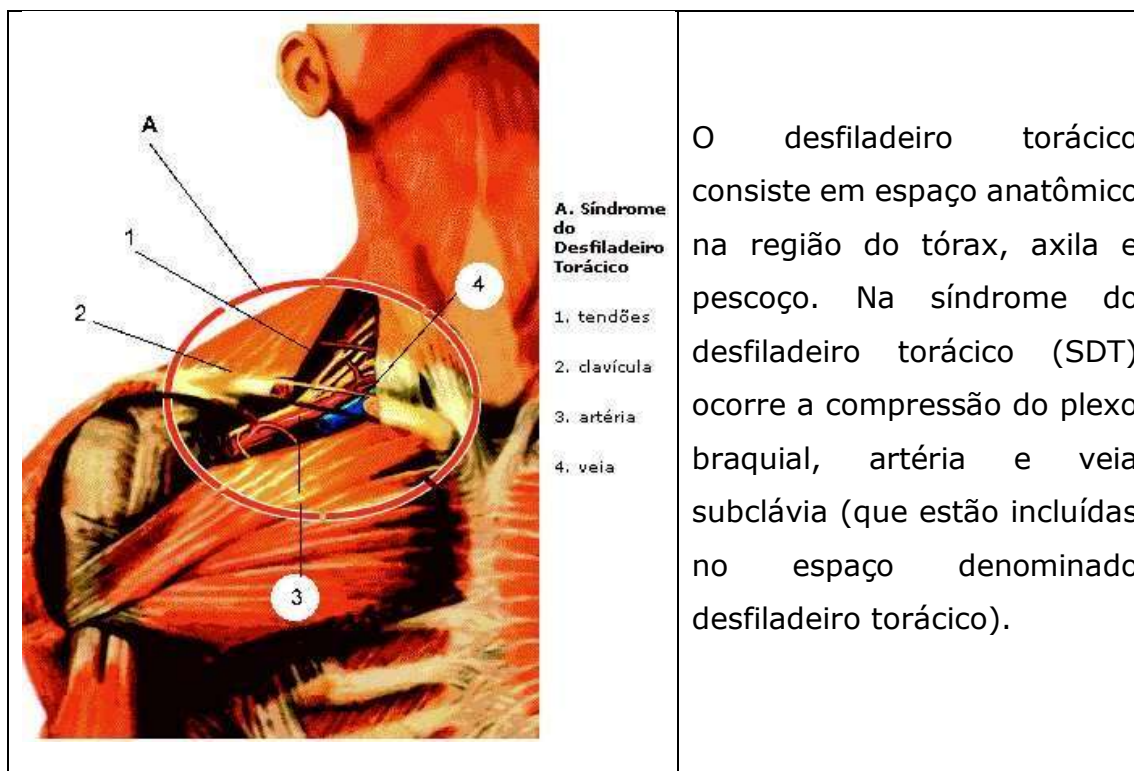 A
1
2
3
4
A. Síndrome
do
Desfiladeiro
Torácico
1. tendões
2. clavícula
3. artéria
4. veia
O desfiladeiro torácico
consiste em espaço anatômico
na região do tórax, axila e
pescoço. Na síndrome do
desfiladeiro torácico (SDT)
ocorre a compressão do plexo
braquial, artéria e veia
subclávia (que estão incluídas
no espaço denominado
desfiladeiro torácico).